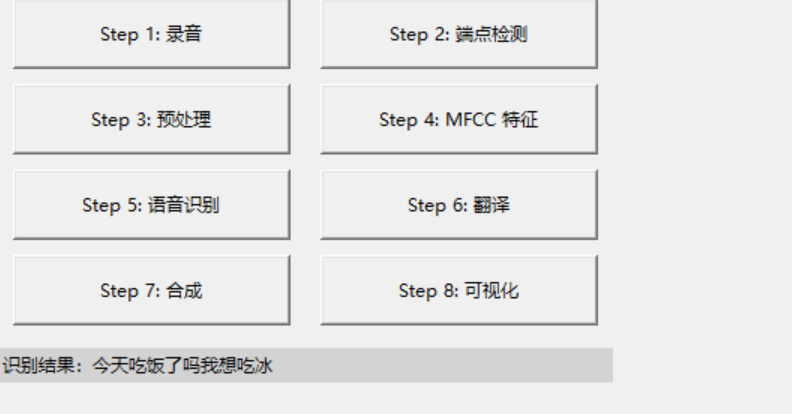 Step 1: 录音
Step 2: 端点检测
Step 3: 预处理
Step 4: MFCC 特征
Step 5: 语音识别
Step 6: 翻译
Step 7: 合成
Step 8: 可视化
识别结果：今天吃饭了吗我想吃冰